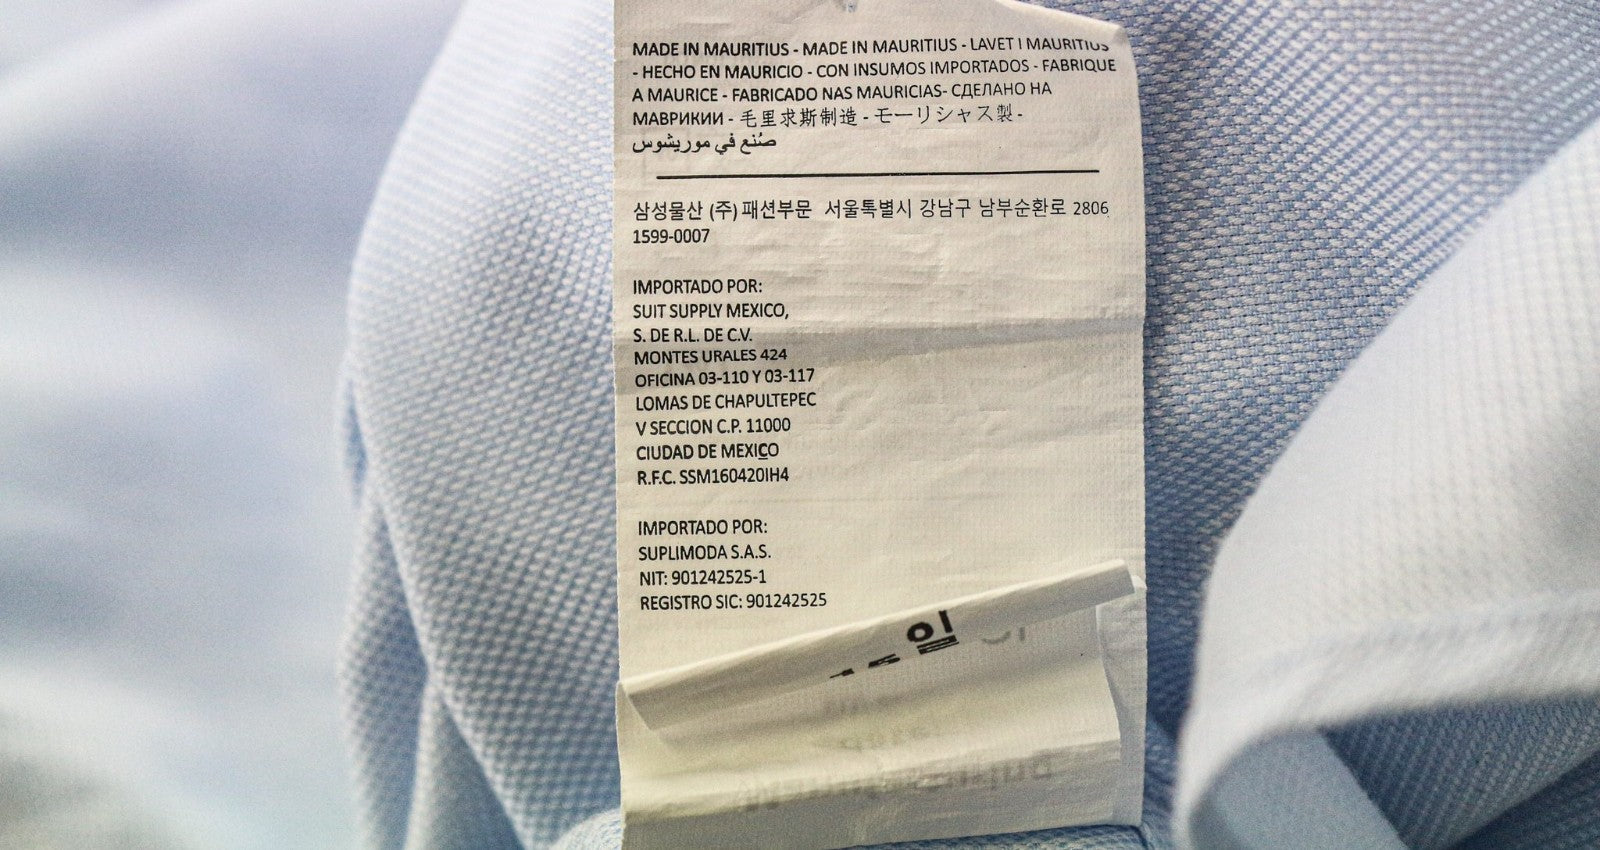 MADE IN MAURITIUS - MADE IN MAURITIUS - LAVET I MAURITIUS
- HECHO EN MAURICIO - CON INSUMOS IMPORTADOS - FABRIQUE
A MAURICE - FABRICADO NAS MAURICIAS- СДЕЛАНО НА
МАВРИКИИ - 毛里求斯制造 - モーリシャス製 -
صُنع في موريشوس
삼성물산 (주) 패션부문 서울특별시 강남구 남부순환로 2806
1599-0007
IMPORTADO POR:
SUIT SUPPLY MEXICO,
S. DE R.L. DE C.V.
MONTES URALES 424
OFICINA 03-110 Y 03-117
LOMAS DE CHAPULTEPEC
V SECCION C.P. 11000
CIUDAD DE MEXICO
R.F.C. SSM160420IH4
IMPORTADO POR:
SUPLIMODA S.A.S.
NIT: 901242525-1
REGISTRO SIC: 901242525